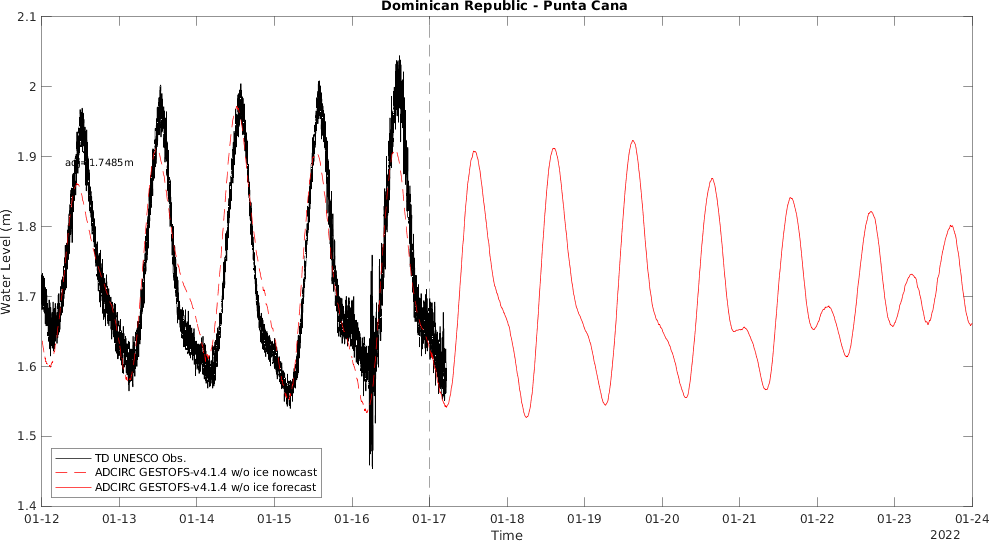 Dominican Republic - Punta Cana
2.1
2
1.9
1.8
1.7
1.6
1.5
1.4
Water Level (m)
1.7485m
TD UNESCO Obs.
ADCIRC GESTOFS-v4.1.4 w/o ice nowcast
ADCIRC GESTOFS-v4.1.4 w/o ice forecast
01-12 01-13 01-14 01-15 01-16 01-17 01-18 01-19 01-20 01-21 01-22 01-23 01-24
Time
2022